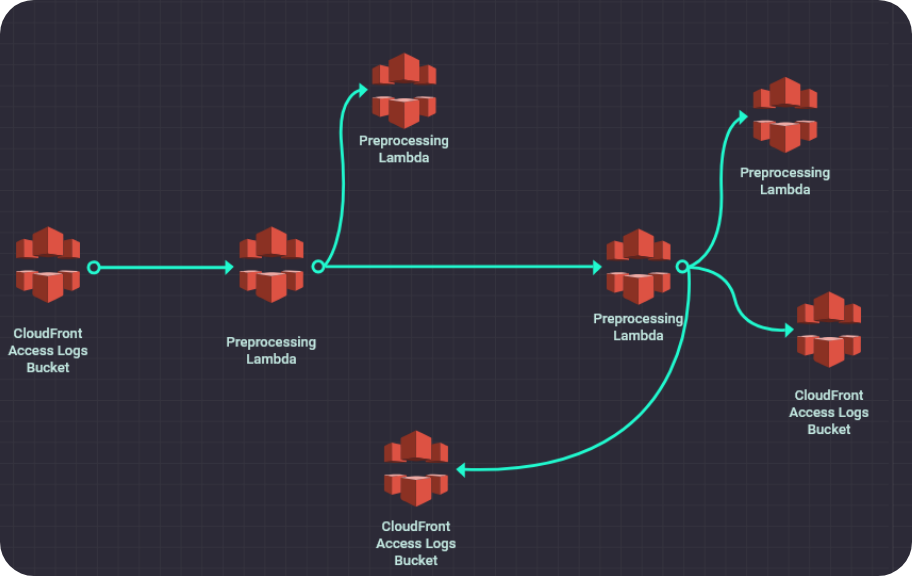 Preprocessing
Lambda
Preprocessing
Lambda
CloudFront
Access Logs
Bucket
Preprocessing
Lambda
Preprocessing
Lambda
CloudFront
Access Logs
Bucket
CloudFront
Access Logs
Bucket